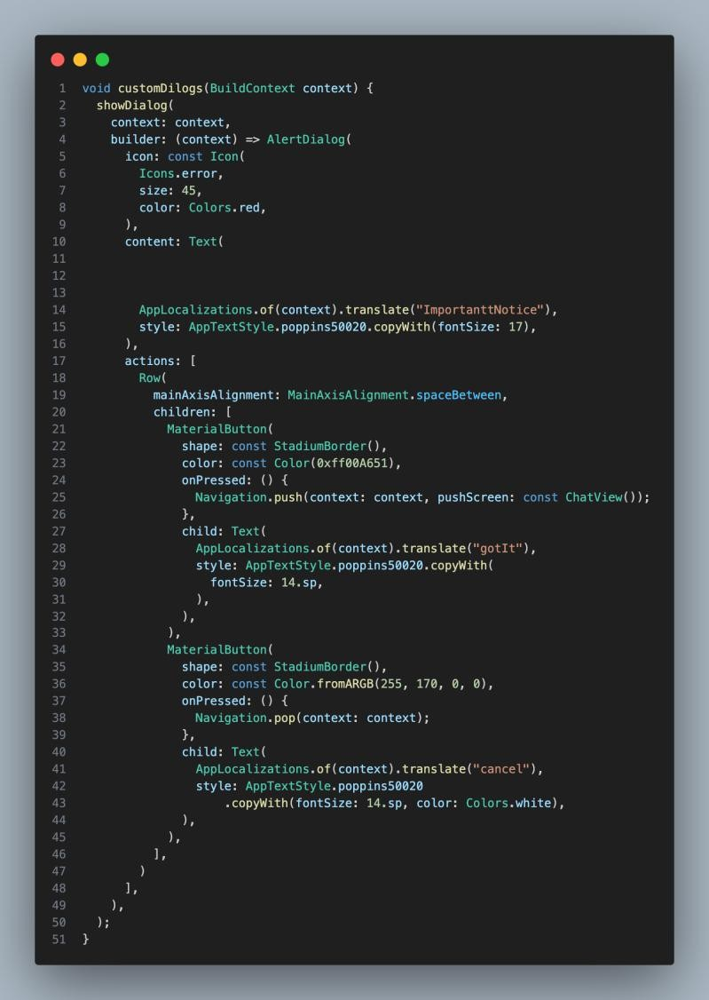 1 void customDilogs(BuildContext context) {
2   showDialog(
3     context: context,
4     builder: (context) => AlertDialog(
5       icon: const Icon(
6         Icons.error,
7         size: 45,
8         color: Colors.red,
9       ),
10       content: Text(
11
12
13
14         AppLocalizations.of(context).translate("ImporanttNotice"),
15         style: AppTextStyle.poppins50020.copyWith(fontSize: 17),
16       ),
17       actions: [
18         Row(
19           mainAxisAlignment: MainAxisAlignment.spaceBetween,
20           children: [
21             MaterialButton(
22               shape: const StadiumBorder(),
23               color: const Color(0xff00A651),
24               onPressed: () {
25                 Navigation.push(context: context, pushScreen: const ChatView());
26               },
27               child: Text(
28                 AppLocalizations.of(context).translate("gotIt"),
29                 style: AppTextStyle.poppins50020.copyWith(
30                   fontSize: 14.sp,
31                 ),
32               ),
33             ),
34             MaterialButton(
35               shape: const StadiumBorder(),
36               color: const Color.fromARGB(255, 170, 0, 0),
37               onPressed: () {
38                 Navigation.pop(context: context);
39               },
40               child: Text(
41                 AppLocalizations.of(context).translate("cancel"),
42                 style: AppTextStyle.poppins50020
43                     .copyWith(fontSize: 14.sp, color: Colors.white),
44               ),
45             ),
46           ],
47         )
48       ],
49     ),
50   );
51 }